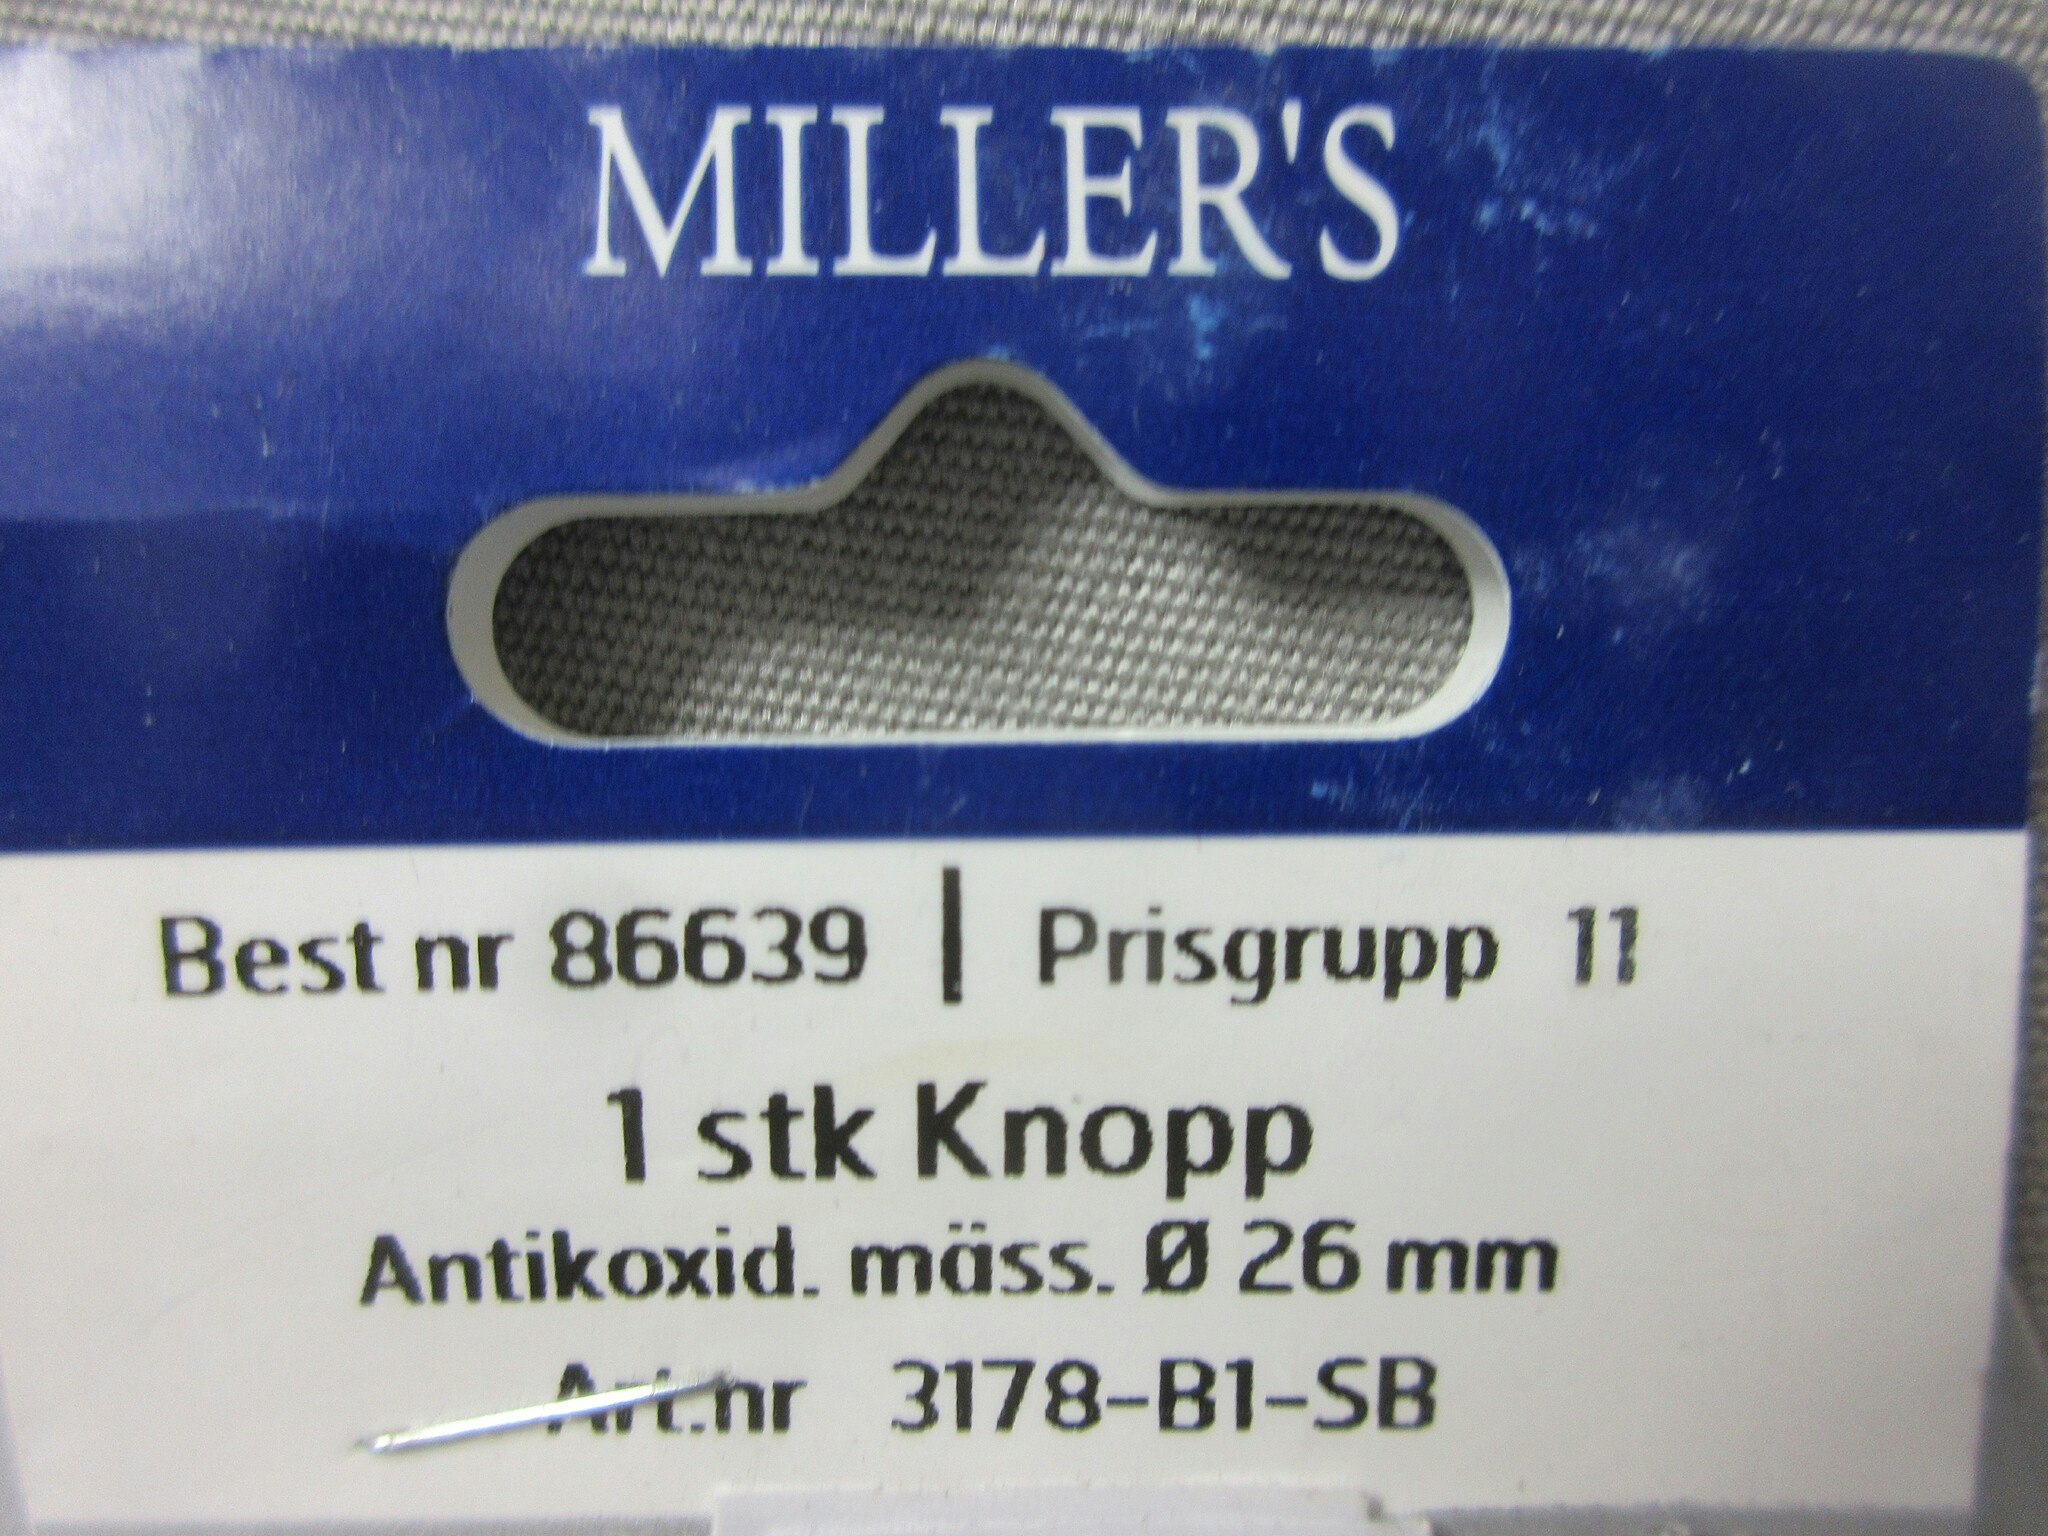 MILLER'S
Best nr 86639 | Prisgrupp 11
1 stk Knopp
Antikoxid. mäss. Ø 26 mm
Art.nr 3178-B1-SB